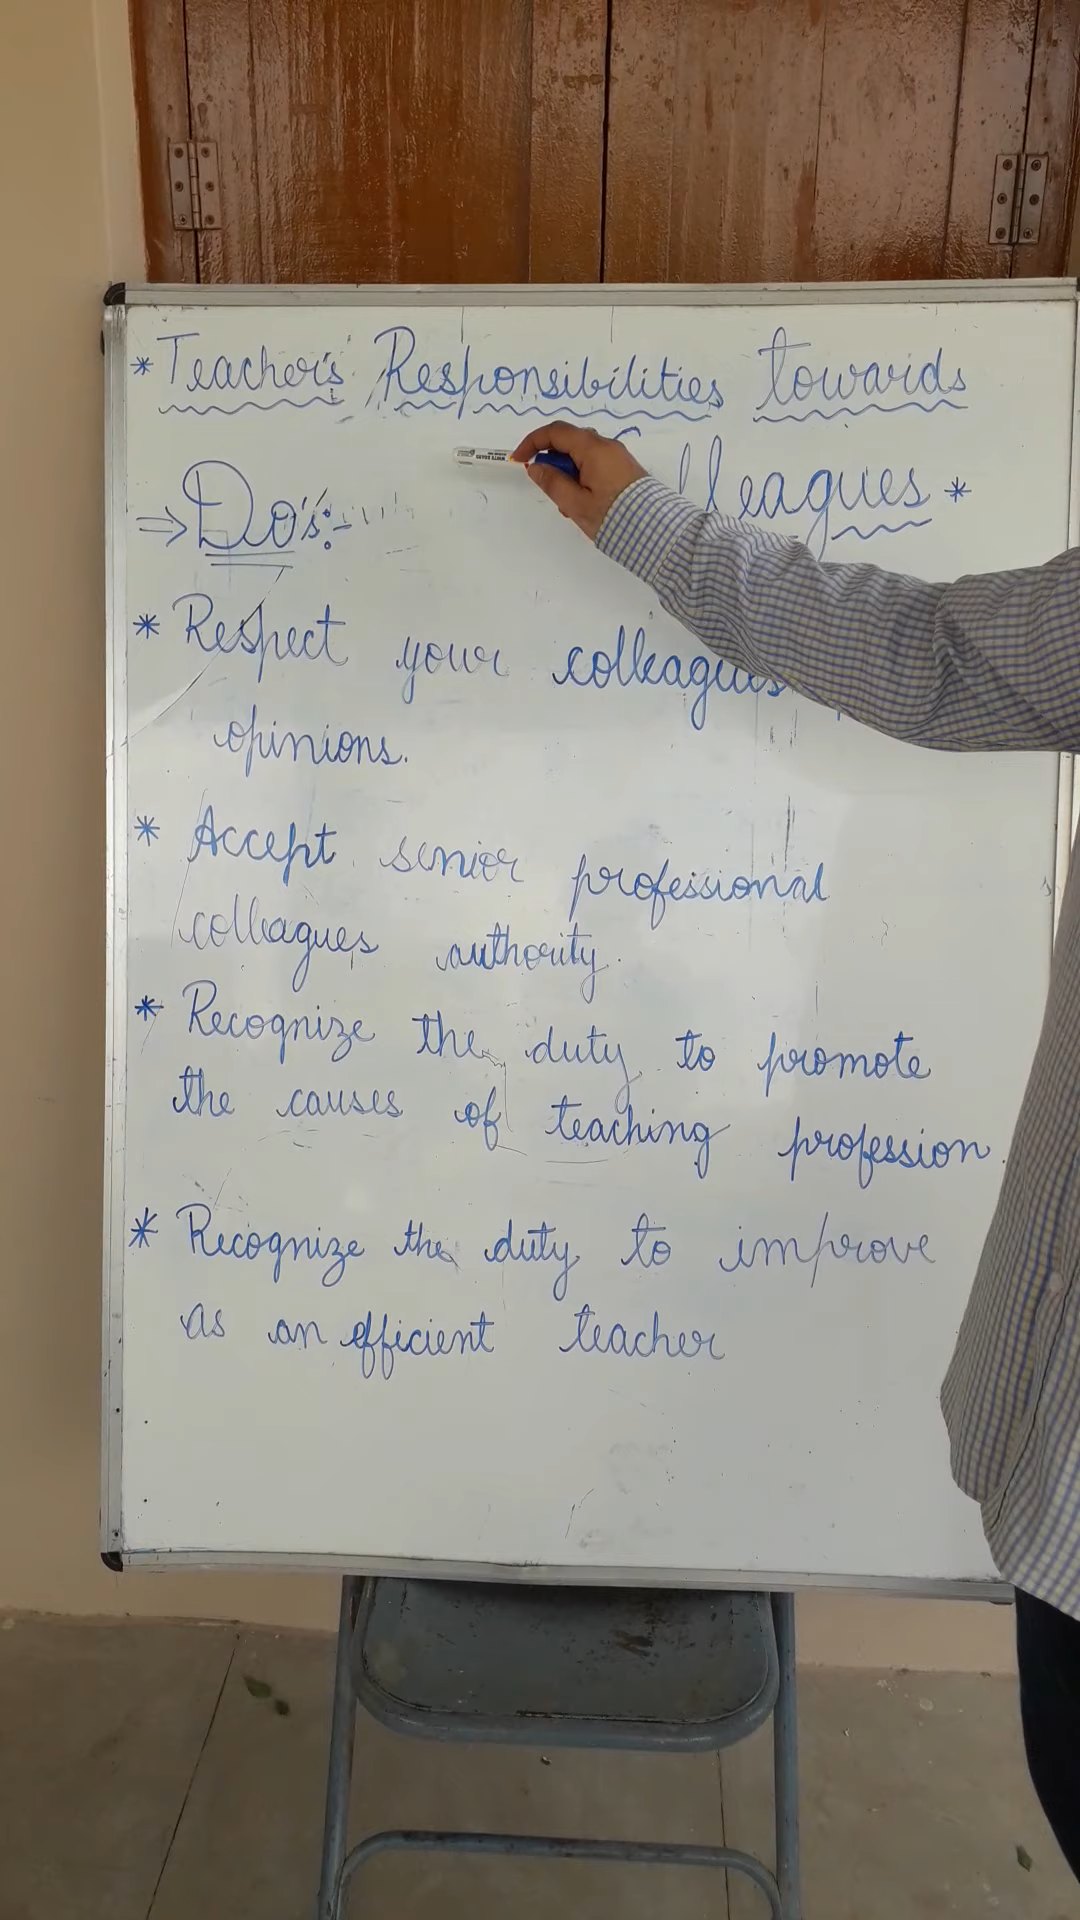 * Teacher's Responsibilities towards
lleagues *
⇒ Do's:-
* Respect your colleagues
opinions.
* Accept senior professional
colleagues authority.
* Recognize the duty to promote
the causes of teaching profession.
* Recognize the duty to improve
as an efficient teacher